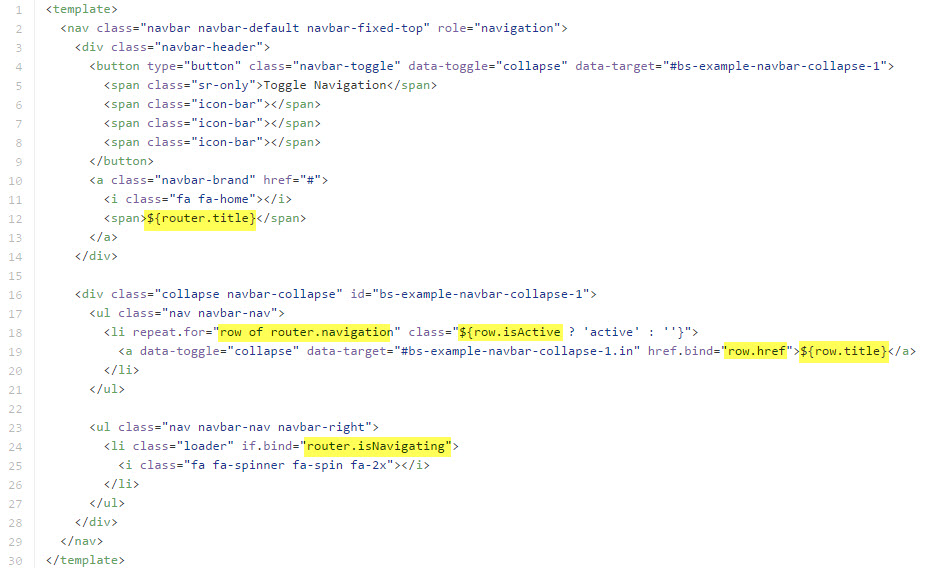 1 <template>
2 <nav class="navbar navbar-default navbar-fixed-top" role="navigation">
3 <div class="navbar-header">
4 <button type="button" class="navbar-toggle" data-toggle="collapse" data-target="#bs-example-navbar-collapse-1">
5 <span class="sr-only">Toggle Navigation</span>
6 <span class="icon-bar"></span>
7 <span class="icon-bar"></span>
8 <span class="icon-bar"></span>
9 </button>
10 <a class="navbar-brand" href="#">
11 <i class="fa fa-home"></i>
12 <span>${router.title}</span>
13 </a>
14 </div>
15
16 <div class="collapse navbar-collapse" id="bs-example-navbar-collapse-1">
17 <ul class="nav navbar-nav">
18 <li repeat.for="row of router.navigation" class="${row.isActive ? 'active' : ''}">
19 <a data-toggle="collapse" data-target="#bs-example-navbar-collapse-1.in" href.bind="row.href">${row.title}</a>
20 </li>
21 </ul>
22
23 <ul class="nav navbar-nav navbar-right">
24 <li class="loader" if.bind="router.isNavigating">
25 <i class="fa fa-spinner fa-spin fa-2x"></i>
26 </li>
27 </ul>
28 </div>
29 </nav>
30 </template>